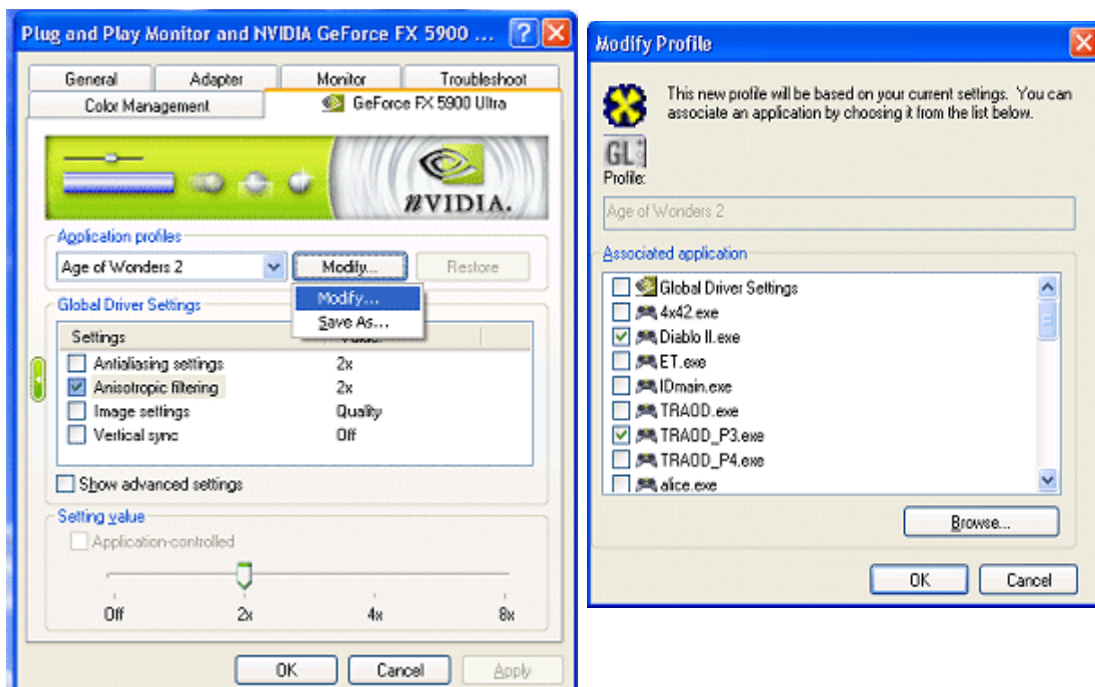 Plug and Play Monitor and NVIDIA GeForce FX 5900 ...
General Adapter Monitor Troubleshoot
Color Management GeForce FX 5900 Ultra
nVIDIA.
Application profiles
Age of Wonders 2 Modify... Restore
Modify...
Save As...
Global Driver Settings
Settings
Antialiasing settings 2x
Anisotropic filtering 2x
Image settings Quality
Vertical sync Off
Show advanced settings
Setting value
Application-controlled
Off 2x 4x 8x
OK Cancel Apply
Modify Profile
This new profile will be based on your current settings. You can
associate an application by choosing it from the list below.
GL
Profile:
Age of Wonders 2
Associated application
Global Driver Settings
4x42.exe
Diablo II.exe
ET.exe
IDmain.exe
TRAOD.exe
TRAOD_P3.exe
TRAOD_P4.exe
alice.exe
Browse...
OK Cancel